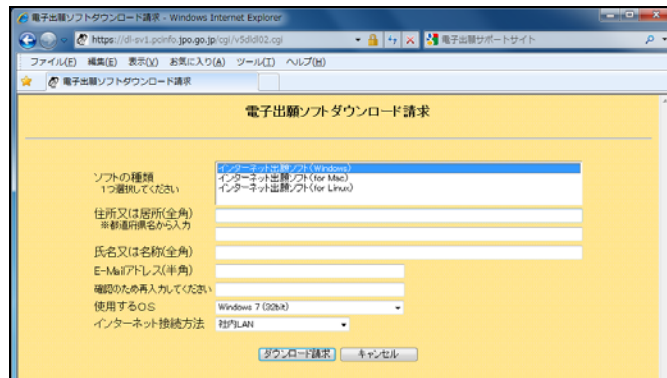 電子出願ソフトダウンロード請求 - Windows Internet Explorer
https://dl-sv1.pcinfo.jpo.go.jp/cgi/v5didl02.cgi
電子出願サポートサイト
ファイル(F) 編集(E) 表示(V) お気に入り(A) ツール(T) ヘルプ(H)
電子出願ソフトダウンロード請求
電子出願ソフトダウンロード請求
ソフトの種類
1つ選択してください
インターネット出願ソフト(Windows)
インターネット出願ソフト(for Mac)
インターネット出願ソフト(for Linux)
住所又は居所(全角)
※都道府県名から入力
氏名又は名称(全角)
E-Mailアドレス(半角)
確認のため再入力してください
使用するOS Windows 7 (32bit)
インターネット接続方法 社内LAN
ダウンロード請求 キャンセル